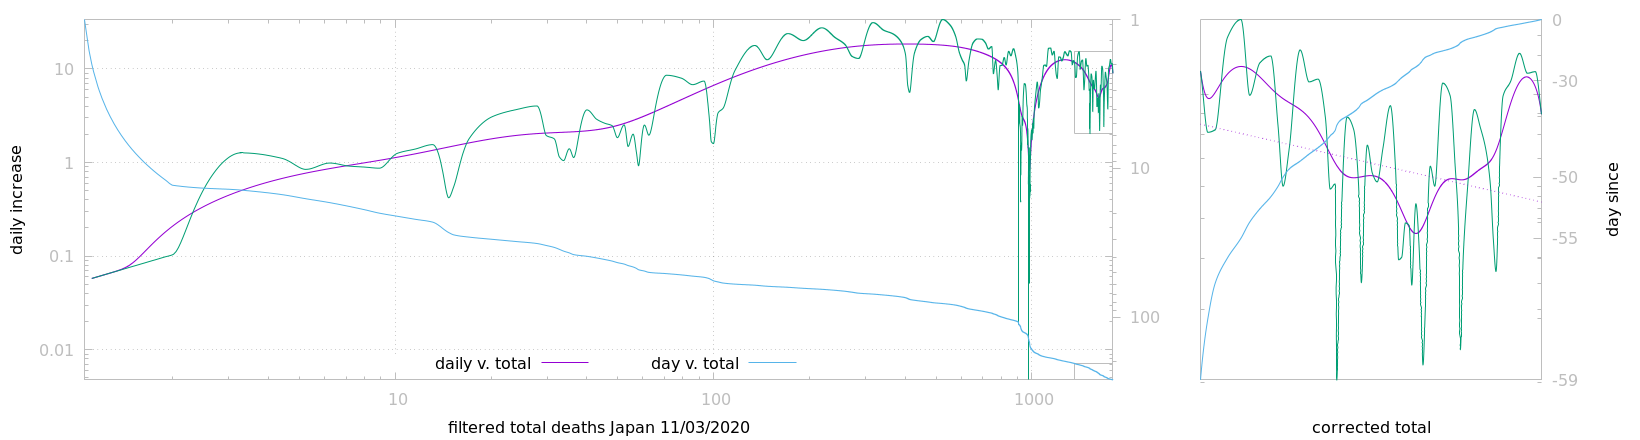 daily increase
10
1
0.1
0.01
daily v. total
day v. total
10
100
1000
filtered total deaths Japan 11/03/2020
1
10
100
0
-30
-50
-55
-59
day since
corrected total